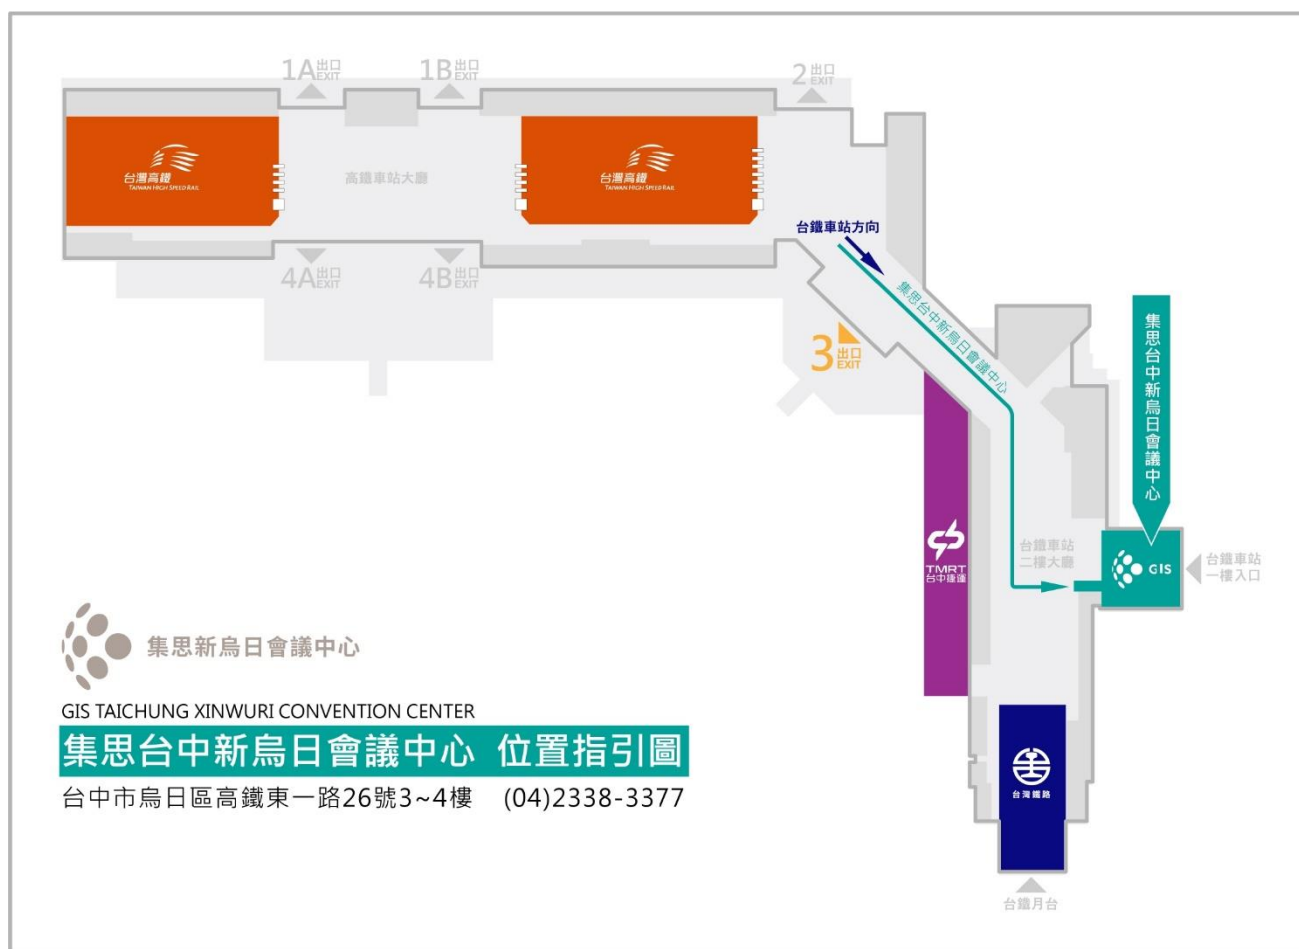 1A出口
EXIT
1B出口
EXIT
2出口
EXIT
台灣高鐵
TAIWAN HIGH SPEED RAIL
高鐵車站大廳
台灣高鐵
TAIWAN HIGH SPEED RAIL
台鐵車站方向
4A出口
EXIT
4B出口
EXIT
集思台中新烏日會議中心
3出口
EXIT
集思台中新烏日會議中心
TMRT
台中捷運
台鐵車站
二樓大廳
GIS
台鐵車站
一樓入口
集思新烏日會議中心
GIS TAICHUNG XINWURI CONVENTION CENTER
集思台中新烏日會議中心 位置指引圖
台中市烏日區高鐵東一路26號3~4樓 (04)2338-3377
台灣鐵路
台鐵月台